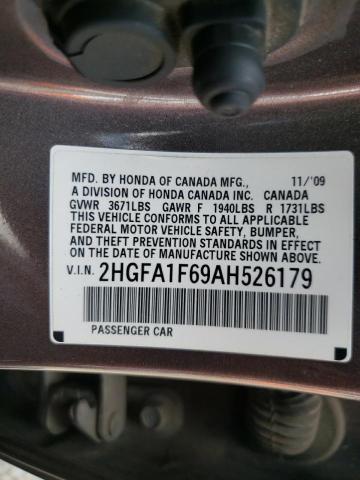 MFD. BY HONDA OF CANADA MFG., 11/'09
A DIVISION OF HONDA CANADA INC. CANADA
GVWR 3671LBS GAWR F 1940LBS R 1731LBS
THIS VEHICLE CONFORMS TO ALL APPLICABLE
FEDERAL MOTOR VEHICLE SAFETY, BUMPER,
AND THEFT PREVENTION STANDARDS IN EFFECT
ON THE DATE OF MANUFACTURE SHOWN ABOVE.
V.I.N. 2HGFA1F69AH526179
PASSENGER CAR